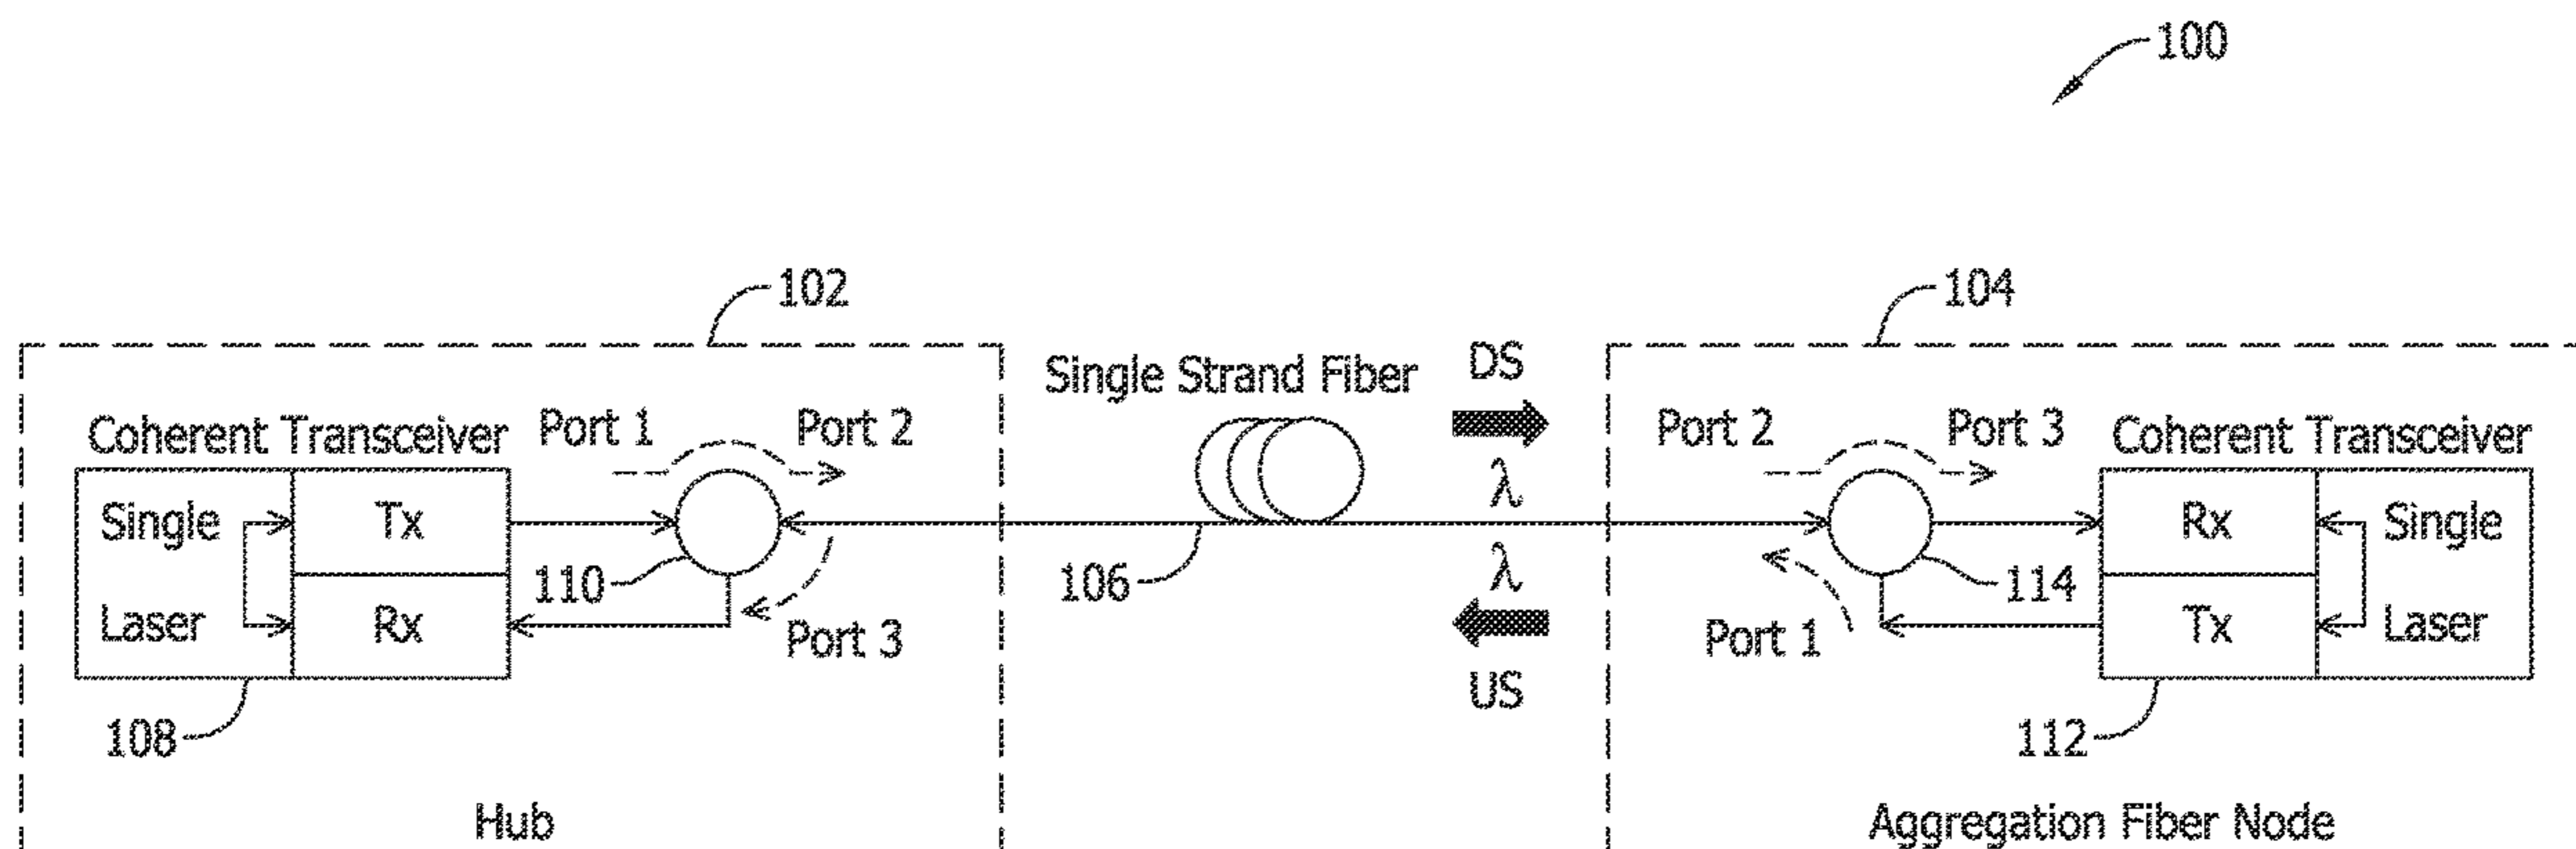 100
102
104
Single Strand Fiber
DS
Coherent Transceiver
Port 1
Port 2
Port 2
Port 3
Coherent Transceiver
λ
Single
Tx
Rx
Single
110
106
λ
114
Laser
Rx
Port 3
Port 1
Tx
Laser
US
108
112
Hub
Aggregation Fiber Node